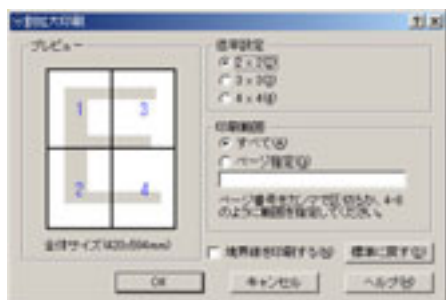 分割拡大印刷
プレビュー
1
3
2
4
全体サイズ(420x594mm)
倍率設定
2 x 2(2)
3 x 3(3)
4 x 4(4)
印刷範囲
すべて(A)
ページ指定(G)
ページ番号をカンマで区切るか、4-8
のように範囲を指定してください。
境界線を印刷する(B)
標準に戻す(D)
OK
キャンセル
ヘルプ(H)